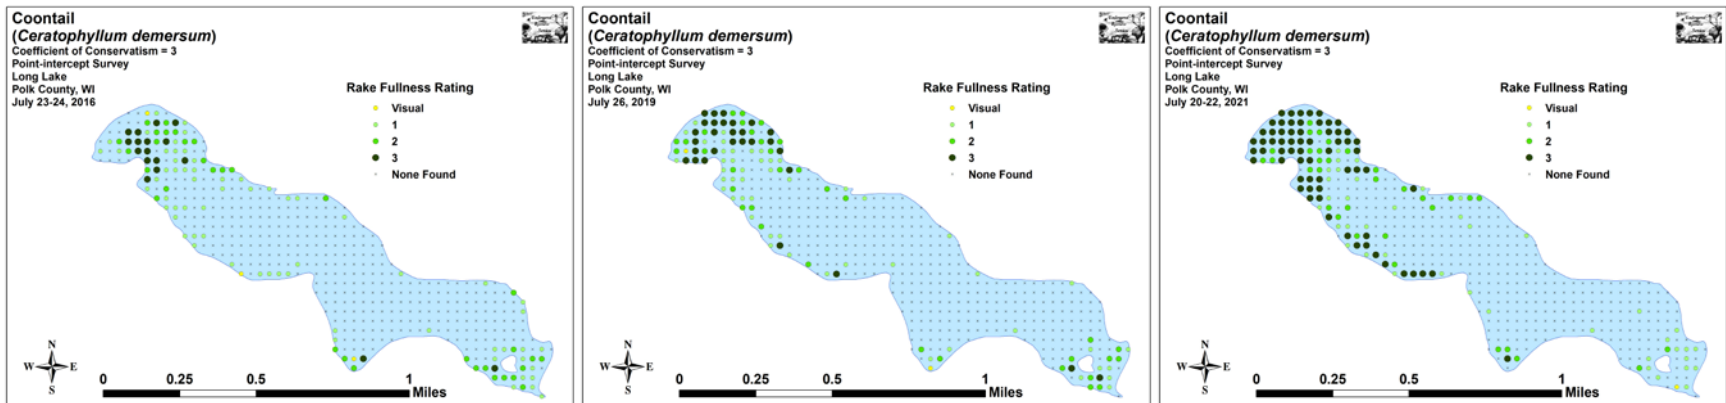 Coontail
(Ceratophyllum demersum)
Coefficient of Conservatism = 3
Point-intercept Survey
Long Lake
Polk County, WI
July 23-24, 2016
Rake Fullness Rating
Visual
1
2
3
None Found
N
W E
S
0 0.25 0.5 1
Miles
Coontail
(Ceratophyllum demersum)
Coefficient of Conservatism = 3
Point-intercept Survey
Long Lake
Polk County, WI
July 26, 2019
Rake Fullness Rating
Visual
1
2
3
None Found
N
W E
S
0 0.25 0.5 1
Miles
Coontail
(Ceratophyllum demersum)
Coefficient of Conservatism = 3
Point-intercept Survey
Long Lake
Polk County, WI
July 20-22, 2021
Rake Fullness Rating
Visual
1
2
3
None Found
N
W E
S
0 0.25 0.5 1
Miles